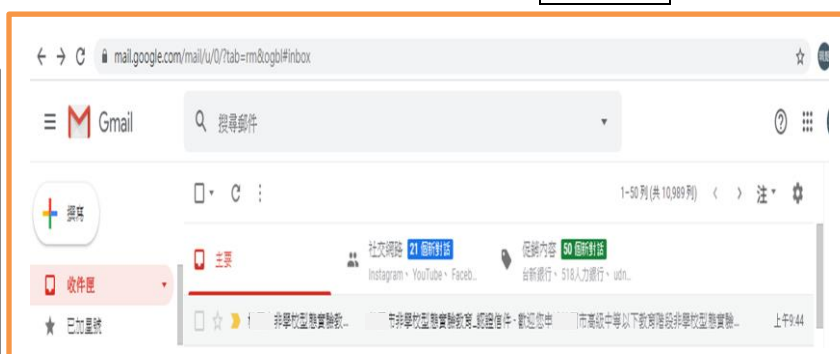 mail.google.com/mail/u/0/?tab=rm&ogbl#inbox
Gmail
搜尋郵件
撰寫
1-50 列 (共 10,989 列)
注
主要
社交網路 21 個新對話
Instagram、YouTube、Faceb...
促銷內容 50 個新對話
台新銀行、518人力銀行、udn...
收件匣
非學校型態實驗教...
市非學校型態實驗教育_認證信件 - 歡迎您申
市高級中等以下教育階段非學校型態實驗...
上午9:44
已加星號